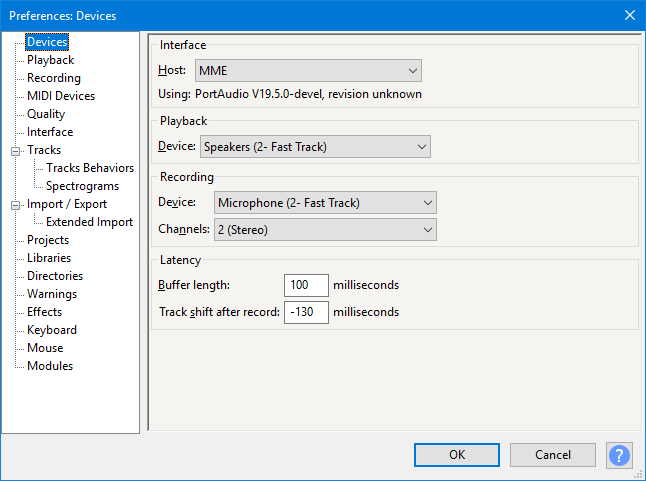 Preferences: Devices
Devices
Playback
Recording
MIDI Devices
Quality
Interface
Tracks
Tracks Behaviors
Spectrograms
Import / Export
Extended Import
Projects
Libraries
Directories
Warnings
Effects
Keyboard
Mouse
Modules
Interface
Host: MME
Using: PortAudio V19.5.0-devel, revision unknown
Playback
Device: Speakers (2- Fast Track)
Recording
Device: Microphone (2- Fast Track)
Channels: 2 (Stereo)
Latency
Buffer length: 100 milliseconds
Track shift after record: -130 milliseconds
OK Cancel ?